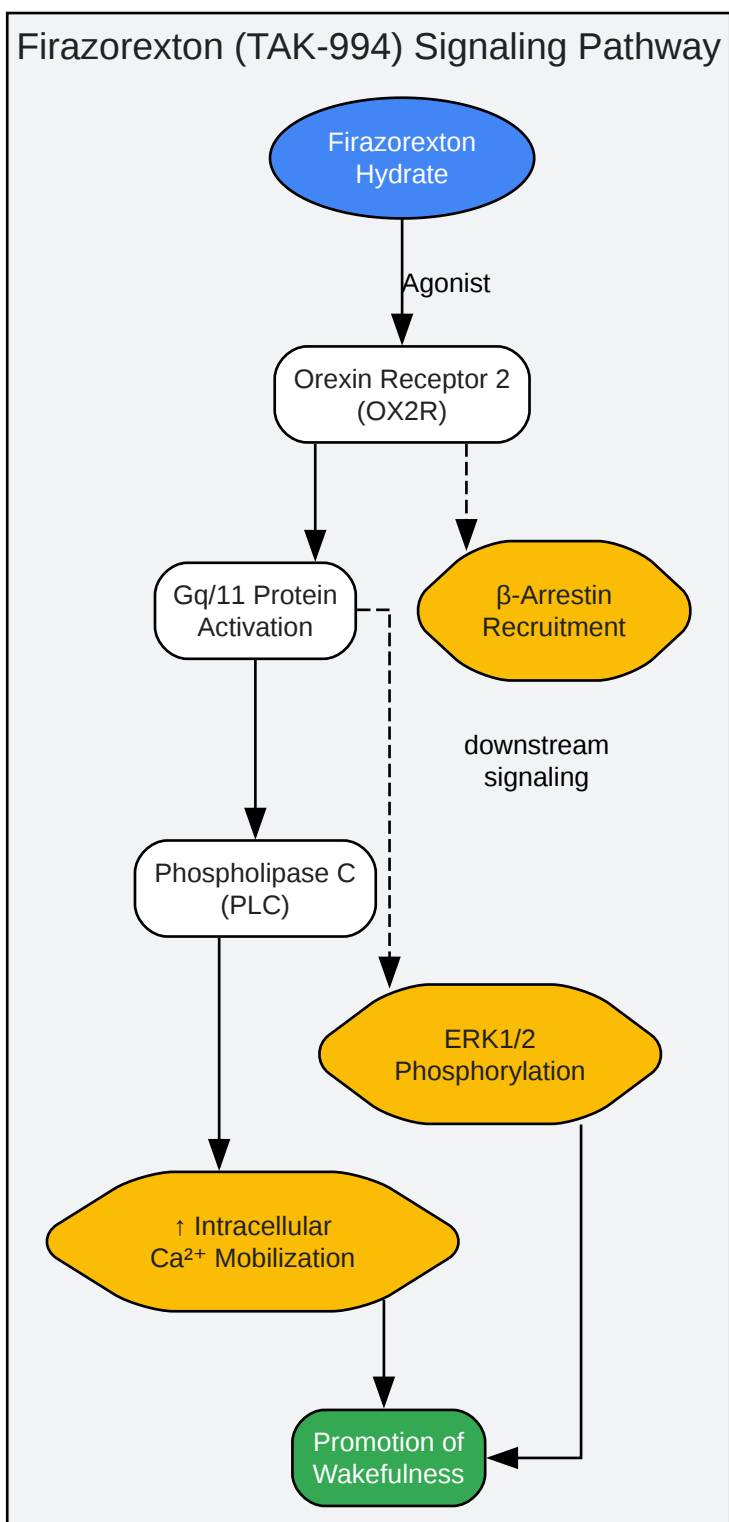 Firazorexton (TAK-994) Signaling Pathway
Firazorexton
Hydrate
Agonist
Orexin Receptor 2
(OX2R)
Gq/11 Protein
Activation
β-Arrestin
Recruitment
downstream
signaling
Phospholipase C
(PLC)
ERK1/2
Phosphorylation
↑ Intracellular
Ca²⁺ Mobilization
Promotion of
Wakefulness